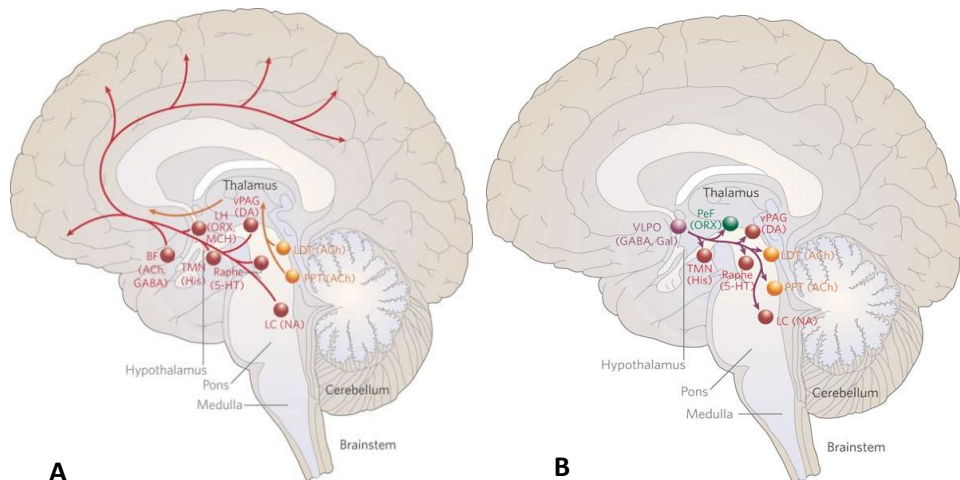 Thalamus
vPAG
(DA)
LH
(ORX,
MCH)
LDT (ACh)
BF
(ACh,
GABA)
TMN
(His)
Raphe
(5-HT)
PPT (ACh)
LC (NA)
Hypothalamus
Pons
Medulla
Cerebellum
Brainstem
A
Thalamus
PeF
(ORX)
vPAG
(DA)
VLPO
(GABA, Gal)
LDT (ACh)
TMN
(His)
Raphe
(5-HT)
PPT (ACh)
LC (NA)
Hypothalamus
Pons
Medulla
Cerebellum
Brainstem
B